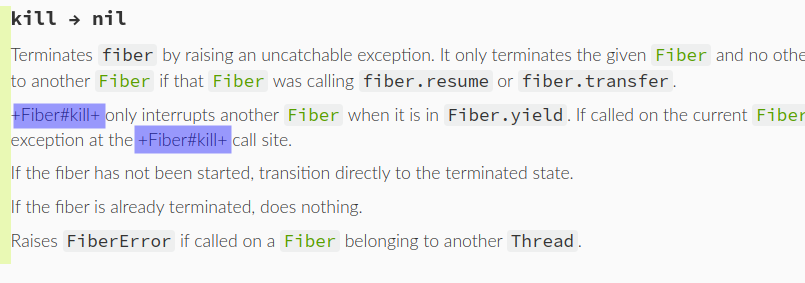 kill → nil
Terminates fiber by raising an uncatchable exception. It only terminates the given Fiber and no othe
to another Fiber if that Fiber was calling fiber.resume or fiber.transfer.
+Fiber#kill+ only interrupts another Fiber when it is in Fiber.yield. If called on the current Fiber
exception at the +Fiber#kill+ call site.
If the fiber has not been started, transition directly to the terminated state.
If the fiber is already terminated, does nothing.
Raises FiberError if called on a Fiber belonging to another Thread.